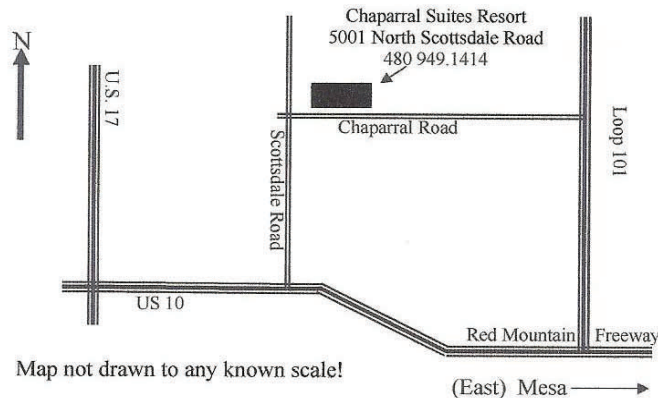 Chaparral Suites Resort
5001 North Scottsdale Road
480 949.1414
N
U.S. 17
Loop 101
Chaparral Road
Scottsdale Road
US 10
Red Mountain Freeway
Map not drawn to any known scale!
(East) Mesa